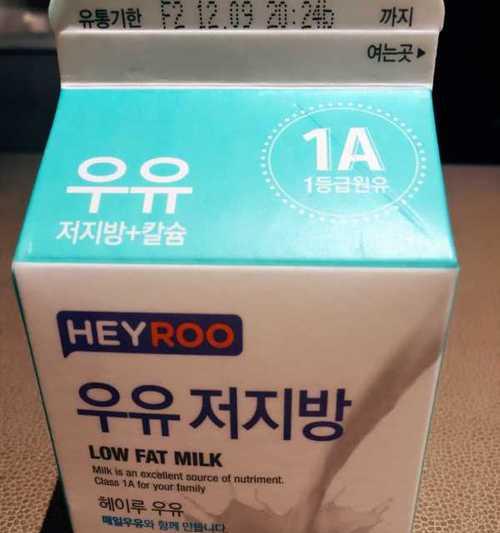 유통기한 F2 12.09 20:24b 까지
여는곳▶
1A
1등급원유
우유
저지방+칼슘
HEYROO
우유 저지방
LOW FAT MILK
Milk is an excellent source of nutriment.
Class 1A for your family
헤이루 우유
매일우유와 함께 만듭니다